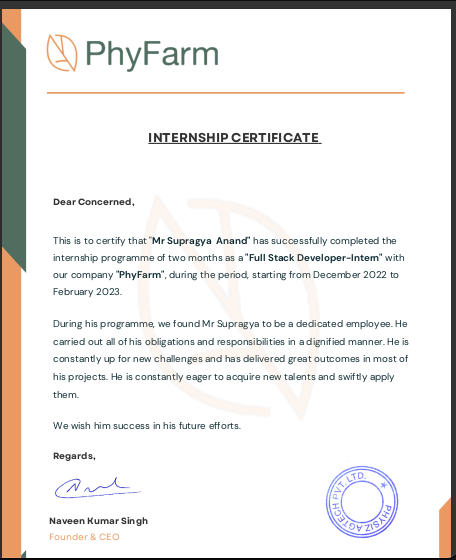 PhyFarm
INTERNSHIP CERTIFICATE
Dear Concerned,
This is to certify that "Mr Supragya Anand" has successfully completed the
internship programme of two months as a "Full Stack Developer-Intern" with
our company "PhyFarm", during the period, starting from December 2022 to
February 2023.
During his programme, we found Mr Supragya to be a dedicated employee. He
carried out all of his obligations and responsibilities in a dignified manner. He is
constantly up for new challenges and has delivered great outcomes in most of
his projects. He is constantly eager to acquire new talents and swiftly apply
them.
We wish him success in his future efforts.
Regards,
Naveen Kumar Singh
Founder & CEO
PHYSIZ AGTECH PVT. LTD.